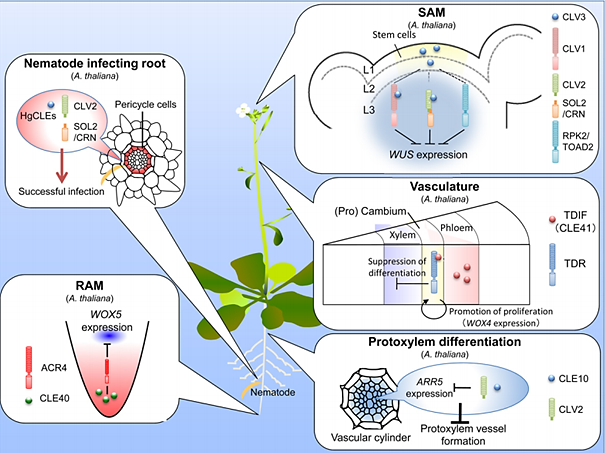 SAM
(A. thaliana)
Stem cells
L1
L2
L3
WUS expression
CLV3
CLV1
CLV2
SOL2
/CRN
RPK2/
TOAD2
Nematode infecting root
(A. thaliana)
HgCLEs
CLV2
SOL2
/CRN
Pericycle cells
Successful infection
Vasculature
(A. thaliana)
(Pro) Cambium
Xylem
Phloem
Suppression of
differentiation
Promotion of proliferation
(WOX4 expression)
TDIF
(CLE41)
TDR
RAM
(A. thaliana)
WOX5
expression
ACR4
CLE40
Nematode
Protoxylem differentiation
(A. thaliana)
ARR5
expression
Vascular cylinder
Protoxylem vessel
formation
CLE10
CLV2